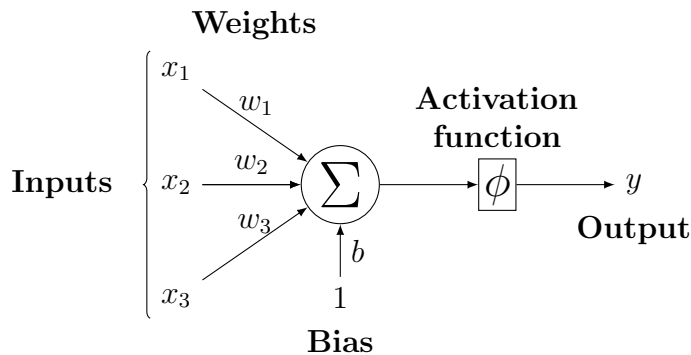 Weights
x₁
w₁
Activation
function
Inputs
x₂
w₂
∑
ϕ
y
w₃
Output
b
x₃
1
Bias